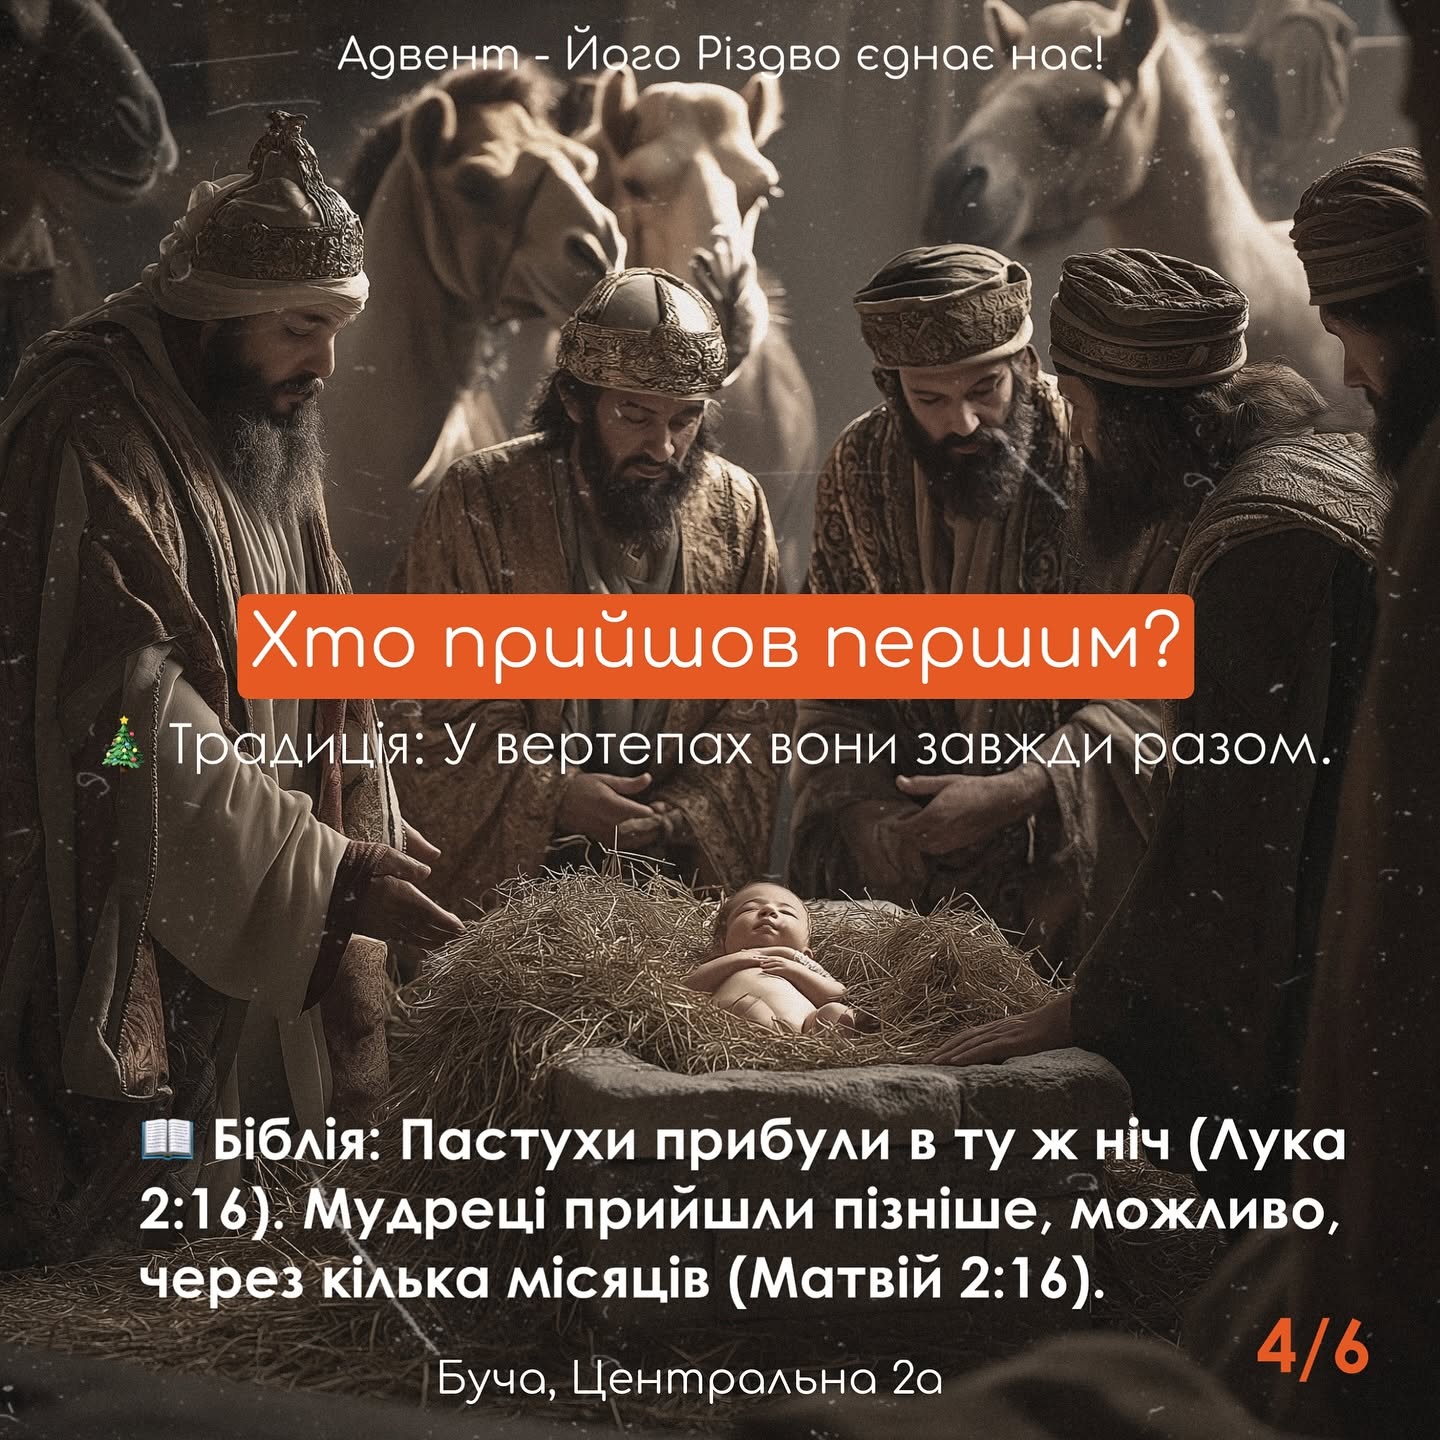 Адвент - Його Різдво єднає нас!
Хто прийшов першим?
🎄 Традиція: У вертепах вони завжди разом.
📖 Біблія: Пастухи прибули в ту ж ніч (Лука
2:16). Мудреці прийшли пізніше, можливо,
через кілька місяців (Матвій 2:16).
4/6
Буча, Центральна 2а